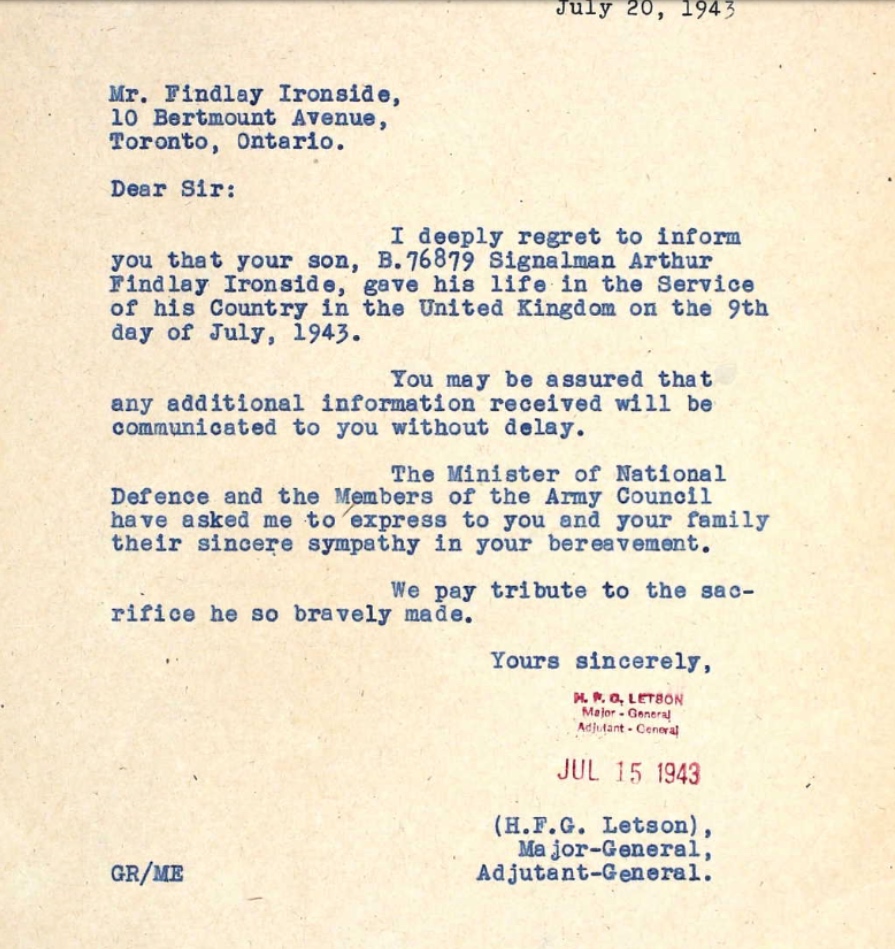 July 20, 1943
Mr. Findlay Ironside,
10 Bertmount Avenue,
Toronto, Ontario.
Dear Sir:
I deeply regret to inform
you that your son, B.76879 Signalman Arthur
Findlay Ironside, gave his life in the Service
of his Country in the United Kingdom on the 9th
day of July, 1943.
You may be assured that
any additional information received will be
communicated to you without delay.
The Minister of National
Defence and the Members of the Army Council
have asked me to express to you and your family
their sincere sympathy in your bereavement.
We pay tribute to the sac-
rifice he so bravely made.
Yours sincerely,
H. F. G. LETSON
Major - General
Adjutant - General
JUL 15 1943
(H.F.G. Letson),
Major-General,
GR/ME Adjutant-General.